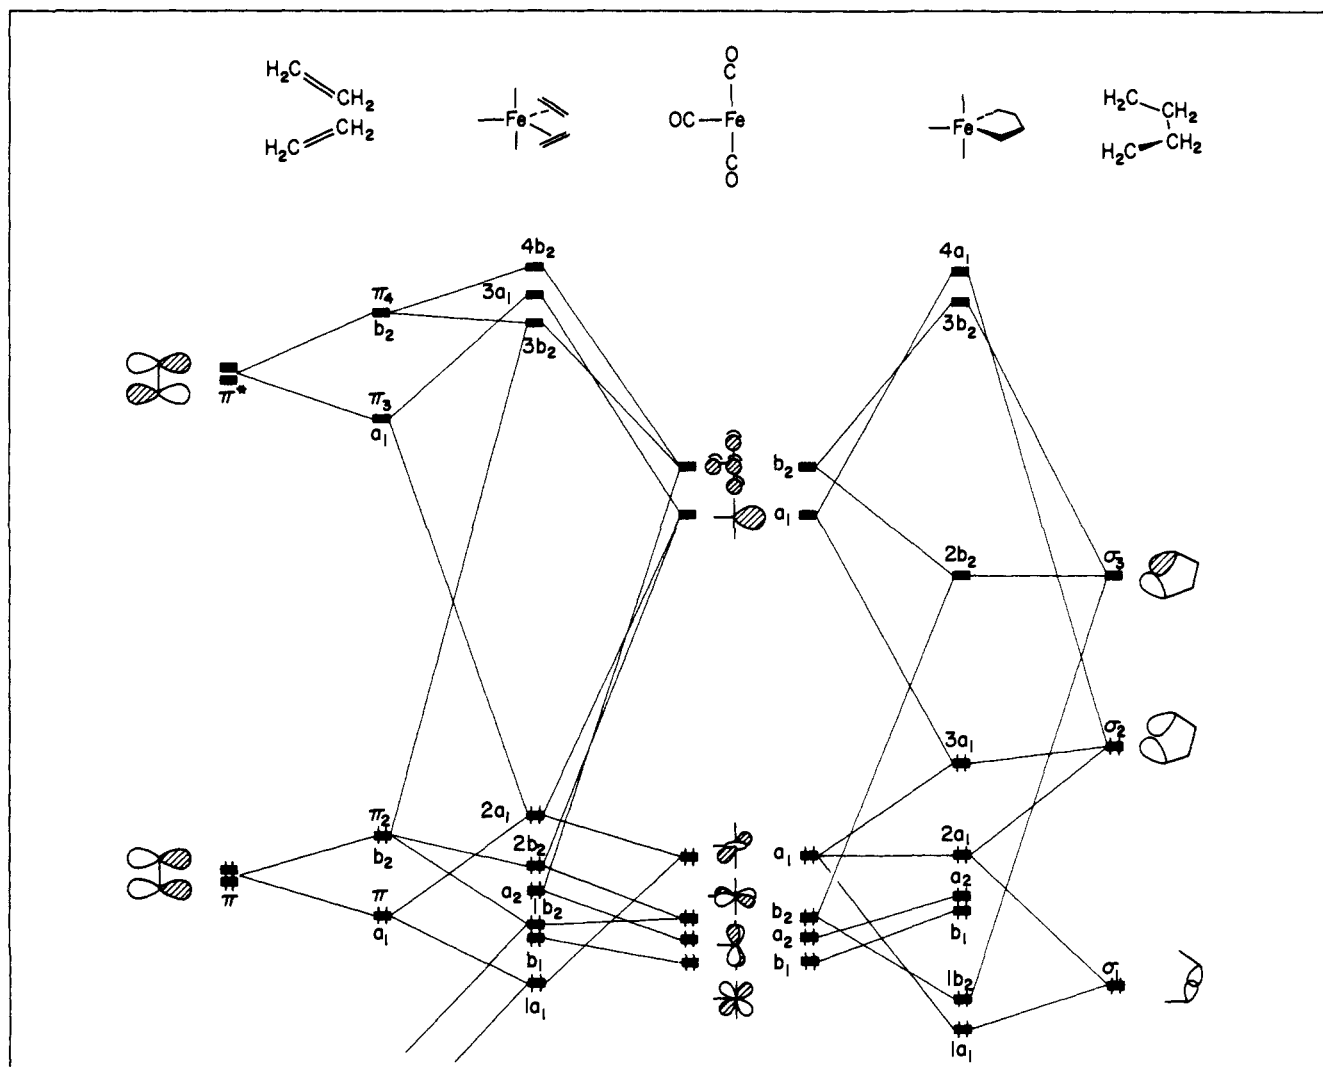 H₂C
CH₂
H₂C
CH₂
Fe
O
C
OC Fe
C
O
Fe
H₂C
CH₂
H₂C
CH₂
4b₂
π₄
b₂
3a₁
3b₂
π*
π₃
a₁
4a₁
3b₂
b₂
a₁
2b₂
σ₃
3a₁
σ₂
2a₁
π₂
b₂
2b₂
a₂
1b₂
π
π
a₁
b₁
1a₁
a₁
2a₁
a₂
b₂
a₂
b₁
b₁
1b₂
σ₁
1a₁